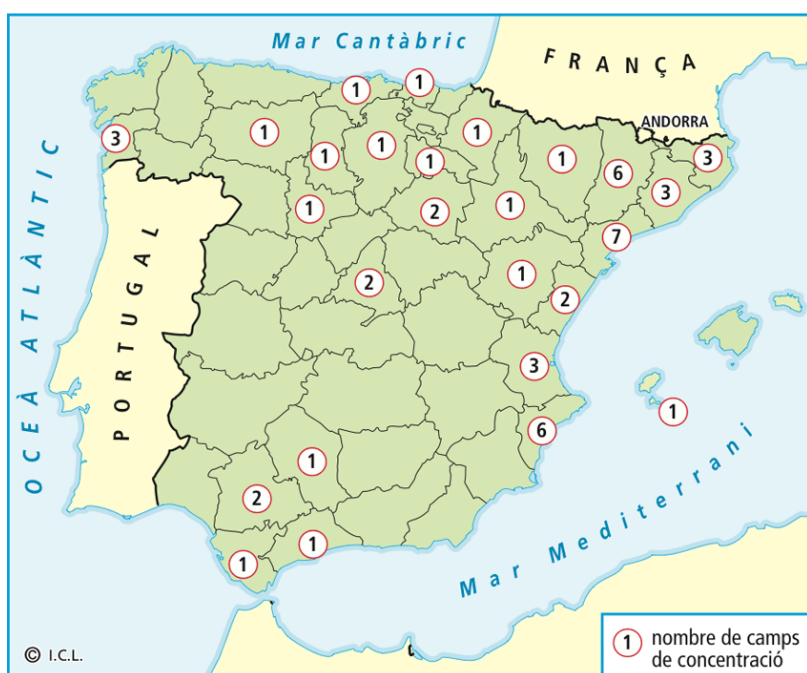 Mar Cantàbric
FRANÇA
ANDORRA
OCEÀ ATLÀNTIC
PORTUGAL
1
1
3
1
1
1
1
1
1
6
3
3
1
2
1
7
2
1
2
3
1
6
1
2
1
1
Mar Mediterrani
© I.C.L.
1 nombre de camps
de concentració